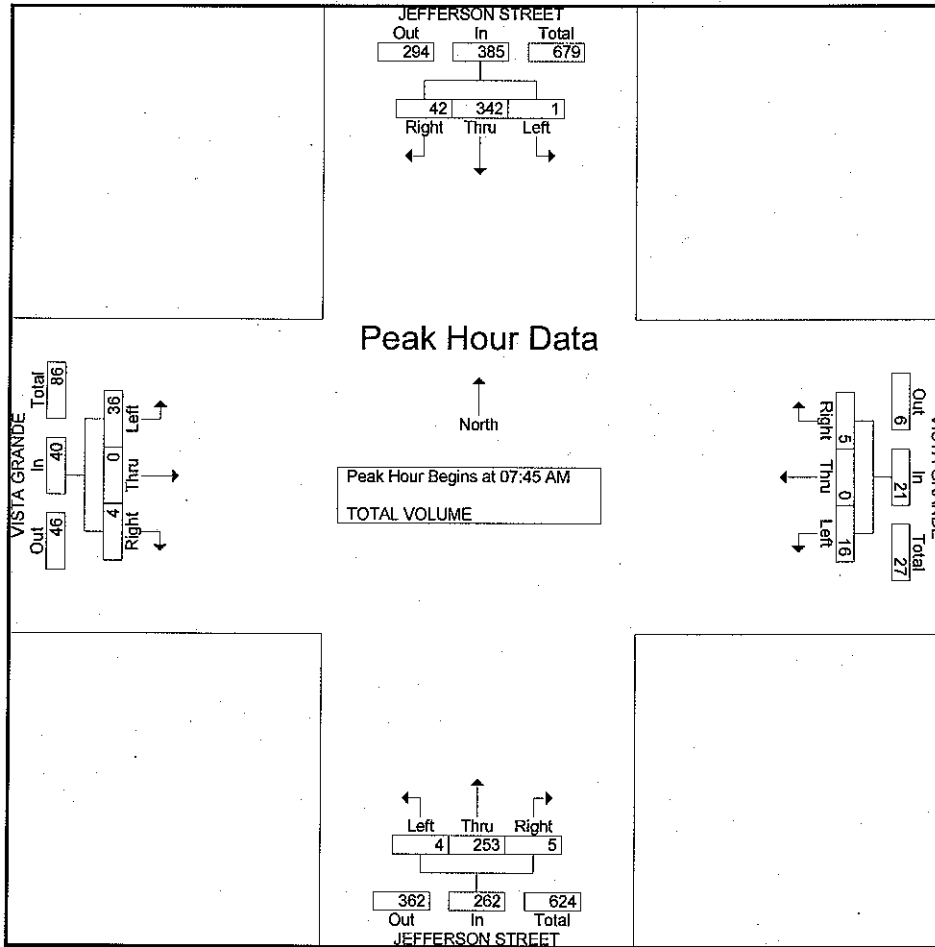 JEFFERSON STREET
Out In Total
294 385 679
42 342 1
Right Thru Left
Peak Hour Data
North
Peak Hour Begins at 07:45 AM
TOTAL VOLUME
VISTA GRANDE
Out In Total
46 40 86
36 0 4
Left Thru Right
Out In Total
6 21 27
5 0 16
Right Thru Left
Left Thru Right
4 253 5
362 262 624
Out In Total
JEFFERSON STREET